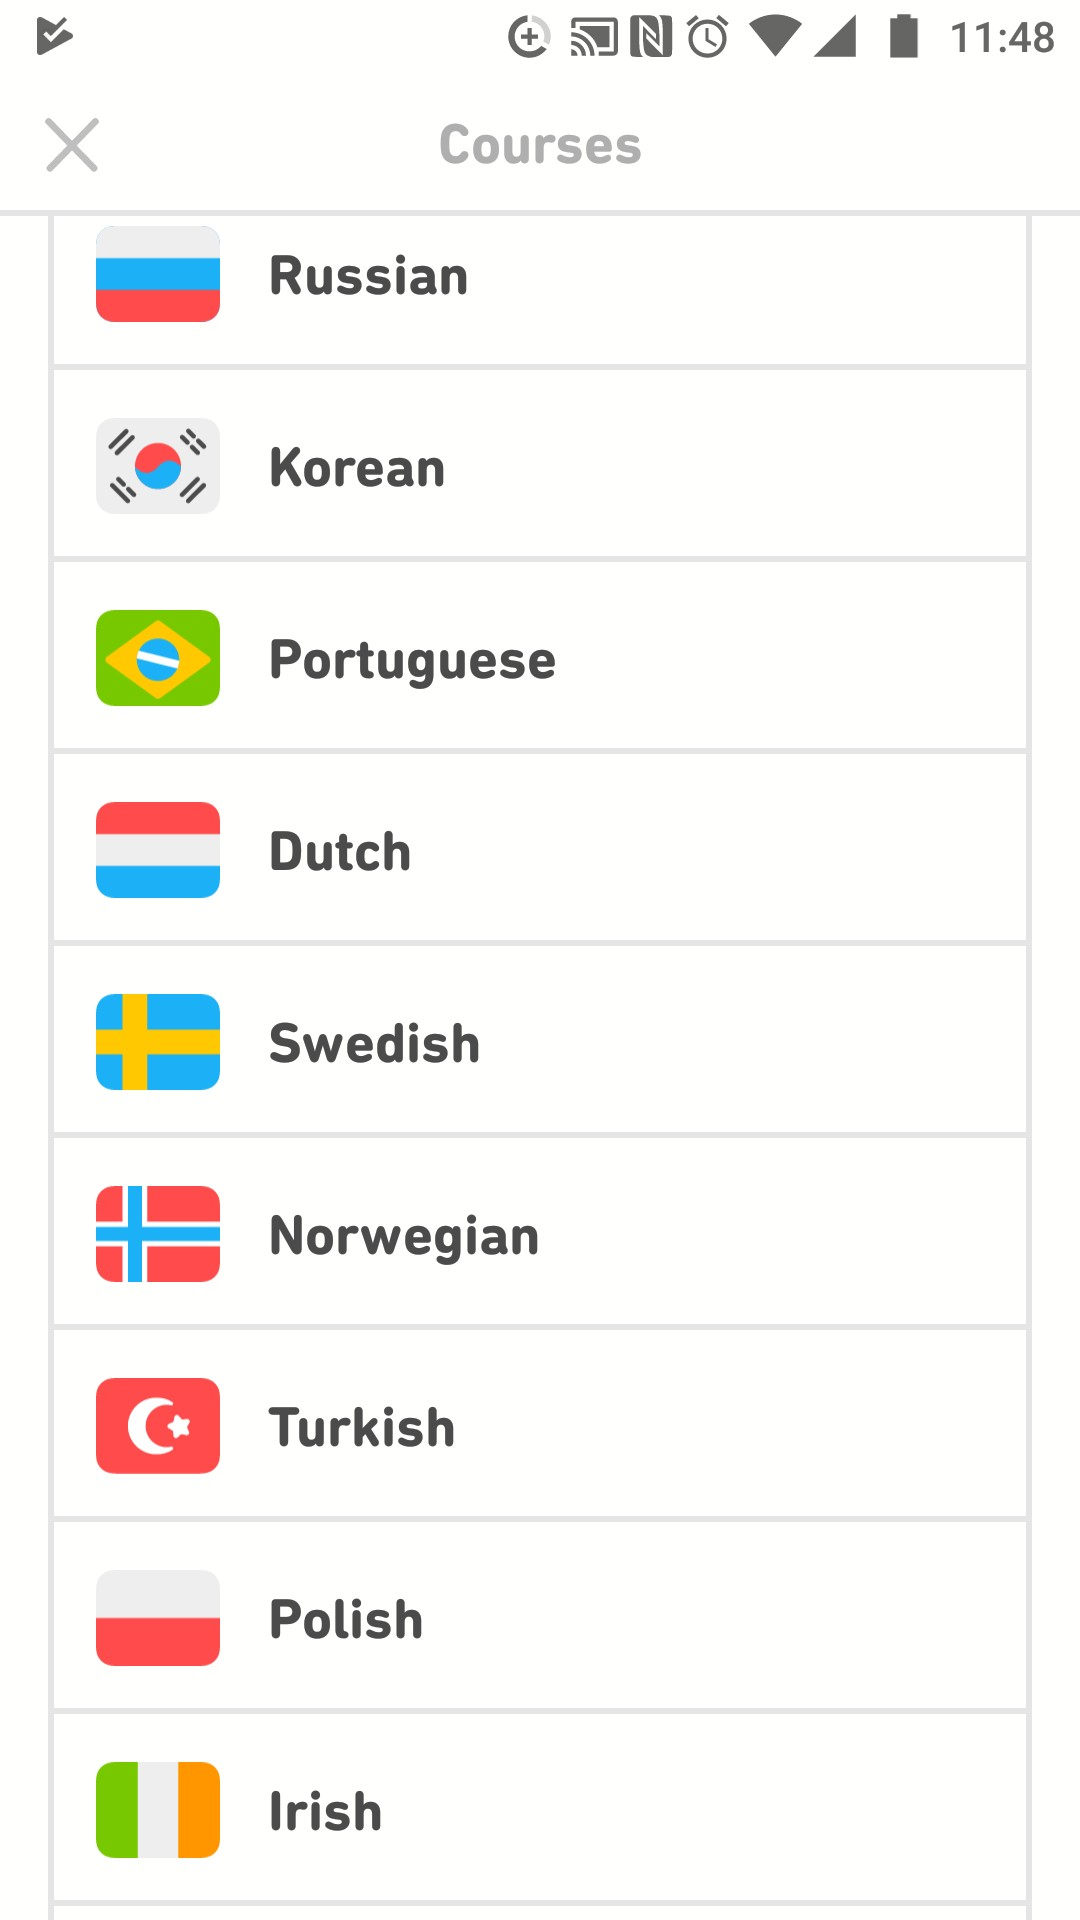 11:48
Courses
Russian
Korean
Portuguese
Dutch
Swedish
Norwegian
Turkish
Polish
Irish